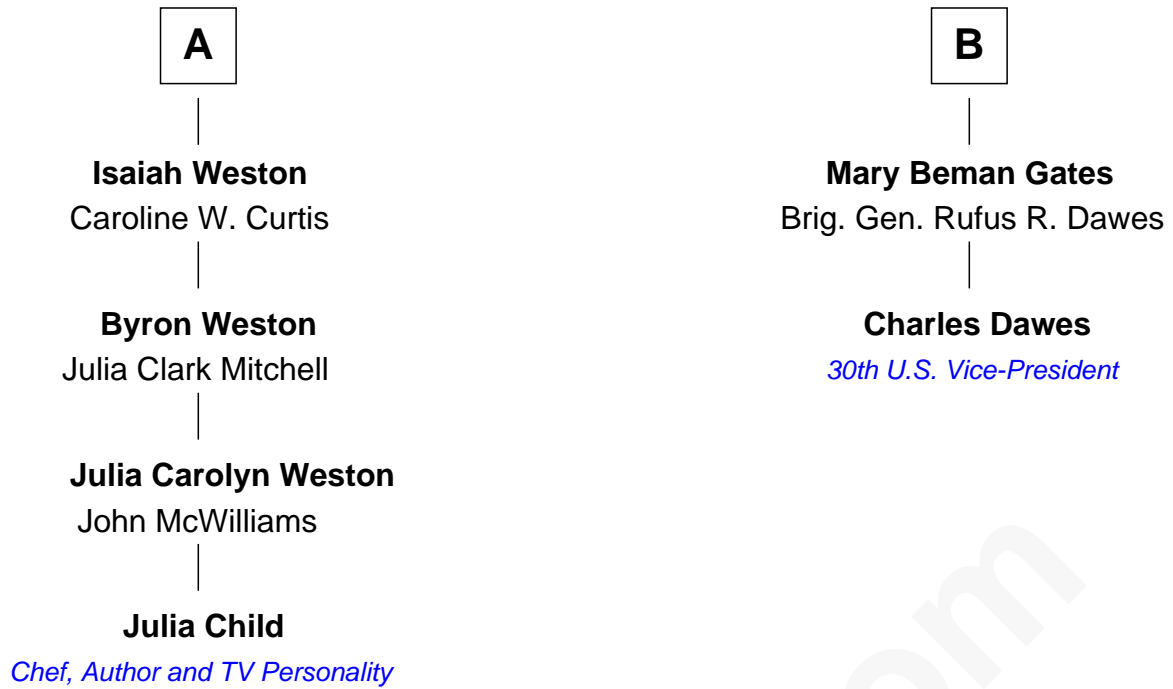 A
Isaiah Weston
Caroline W. Curtis
Byron Weston
Julia Clark Mitchell
Julia Carolyn Weston
John McWilliams
Julia Child
Chef, Author and TV Personality
B
Mary Beman Gates
Brig. Gen. Rufus R. Dawes
Charles Dawes
30th U.S. Vice-President
om